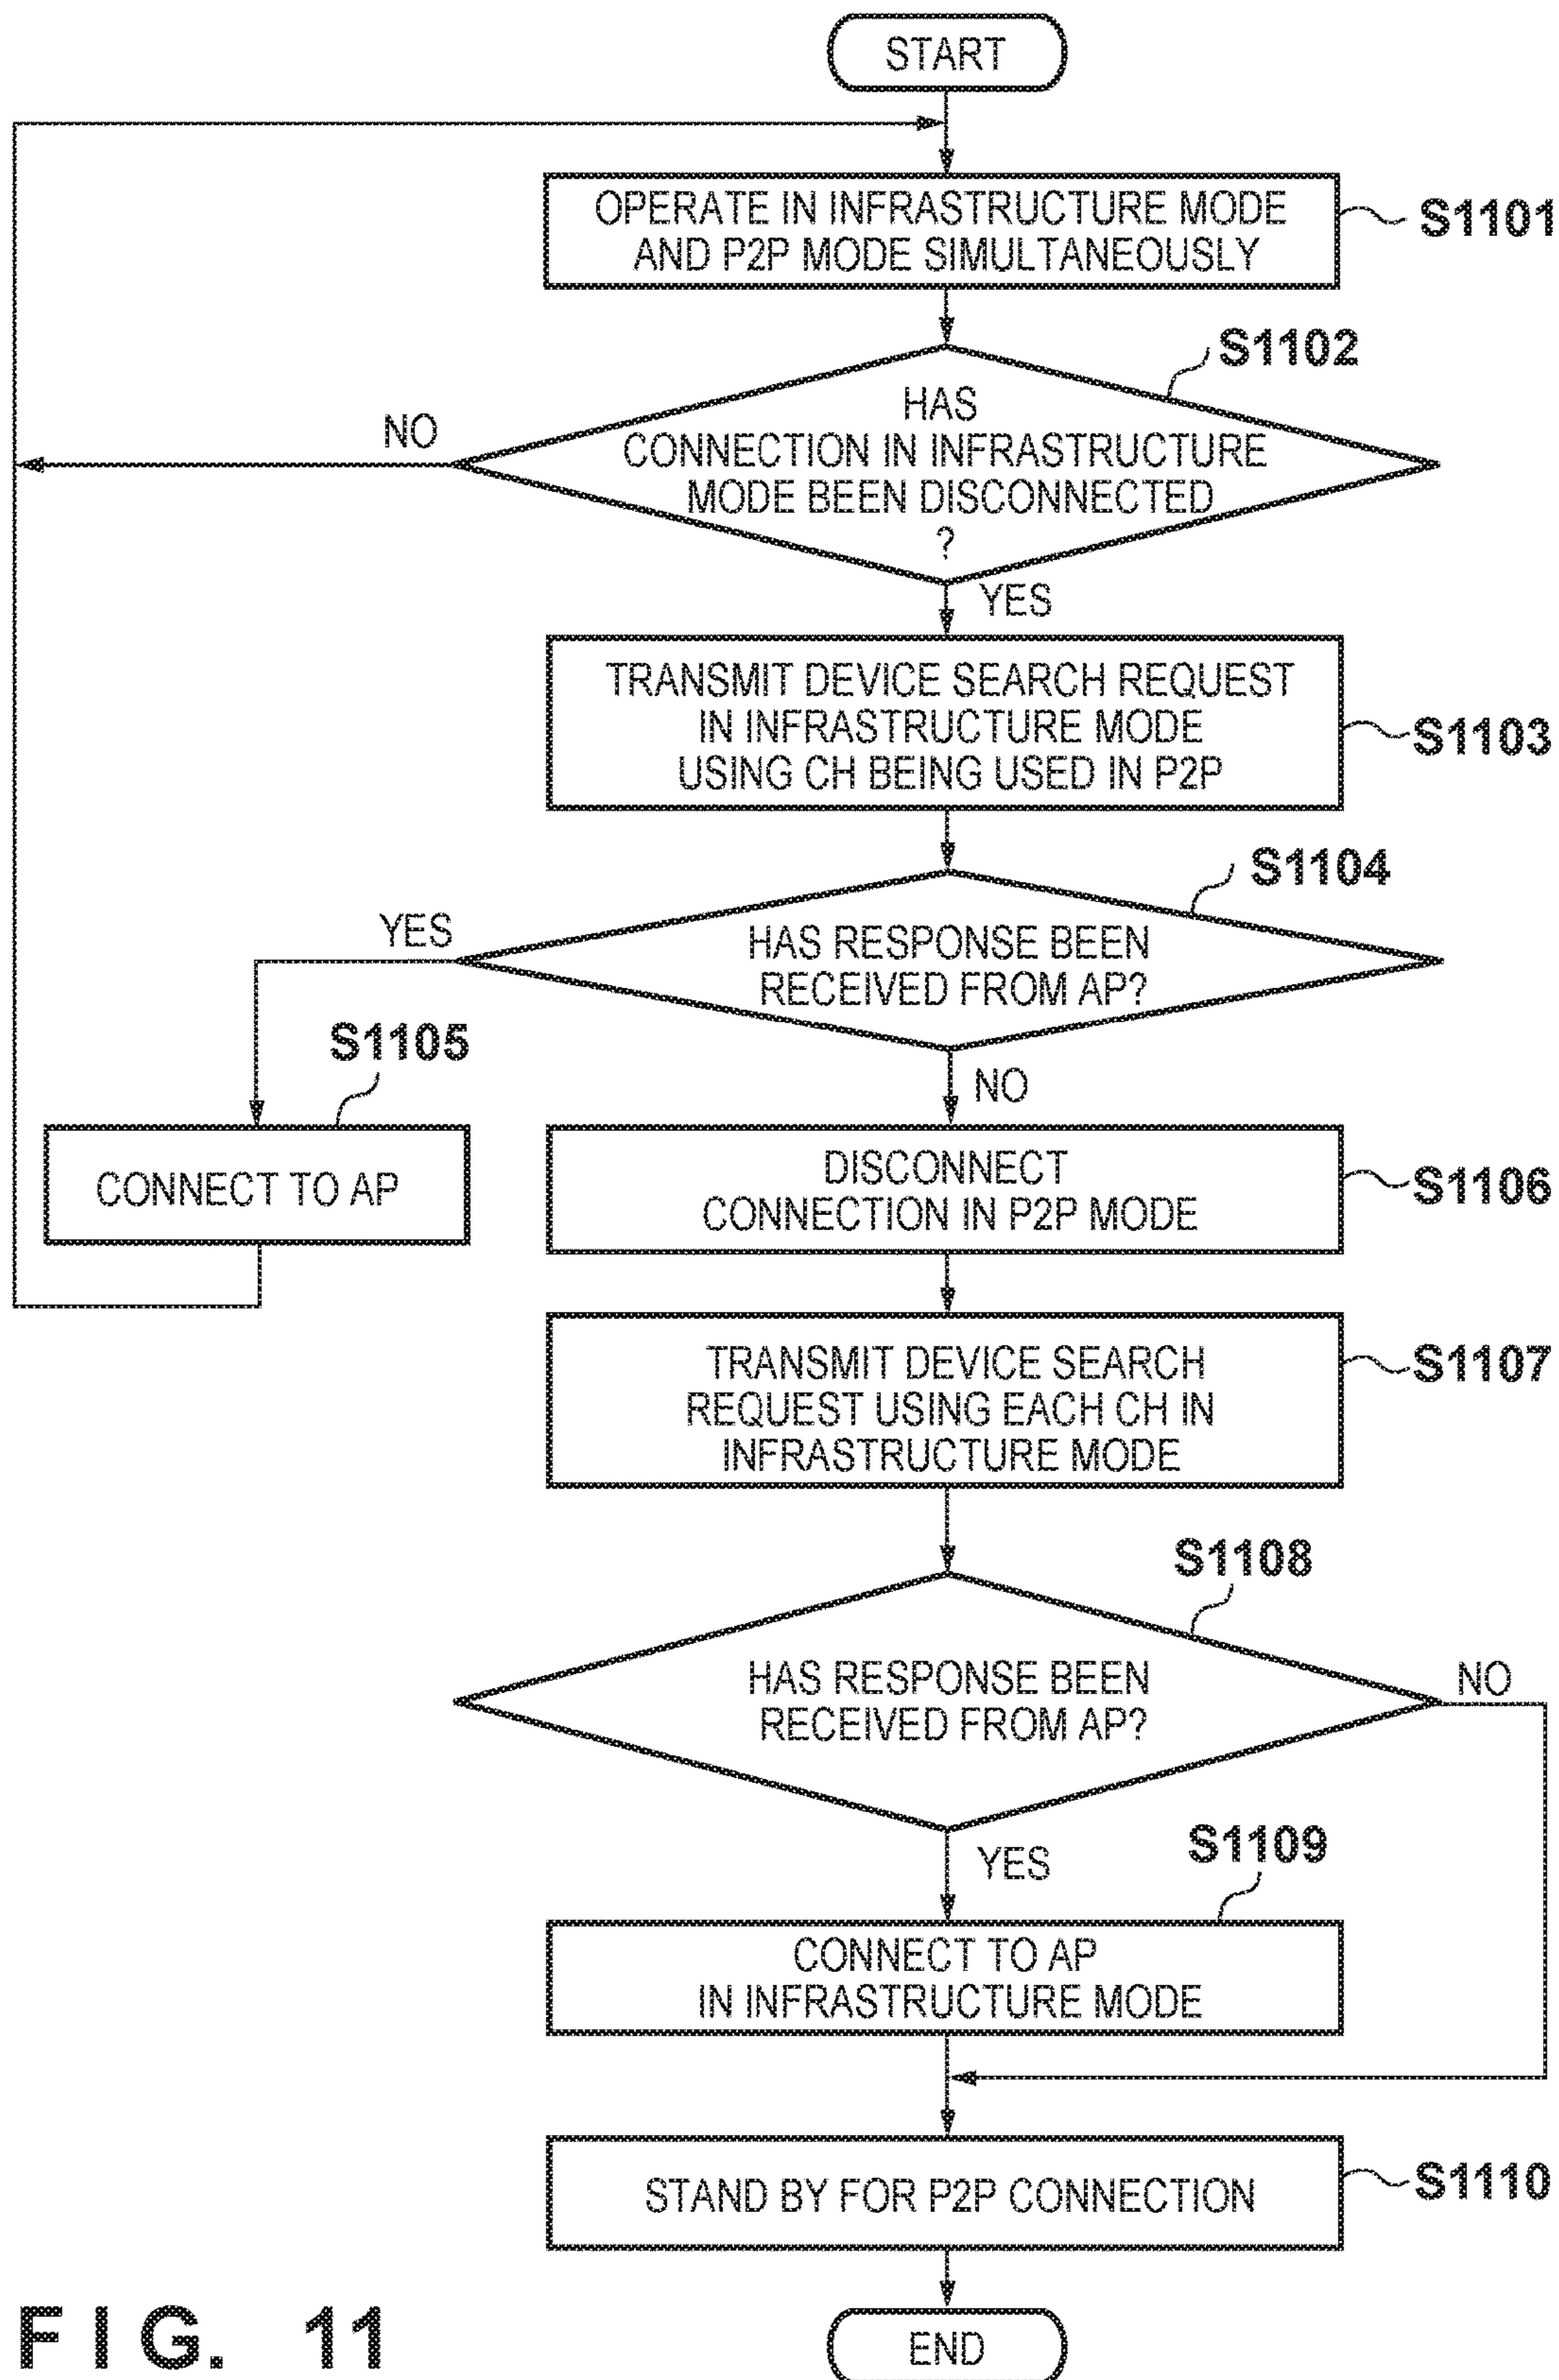 START
OPERATE IN INFRASTRUCTURE MODE
AND P2P MODE SIMULTANEOUSLY
S1101
S1102
HAS
CONNECTION IN INFRASTRUCTURE
MODE BEEN DISCONNECTED
?
NO
YES
TRANSMIT DEVICE SEARCH REQUEST
IN INFRASTRUCTURE MODE
USING CH BEING USED IN P2P
S1103
S1104
HAS RESPONSE BEEN
RECEIVED FROM AP?
YES
NO
S1105
CONNECT TO AP
DISCONNECT
CONNECTION IN P2P MODE
S1106
TRANSMIT DEVICE SEARCH
REQUEST USING EACH CH IN
INFRASTRUCTURE MODE
S1107
S1108
HAS RESPONSE BEEN
RECEIVED FROM AP?
NO
YES
S1109
CONNECT TO AP
IN INFRASTRUCTURE MODE
STAND BY FOR P2P CONNECTION
S1110
END
FIG. 11